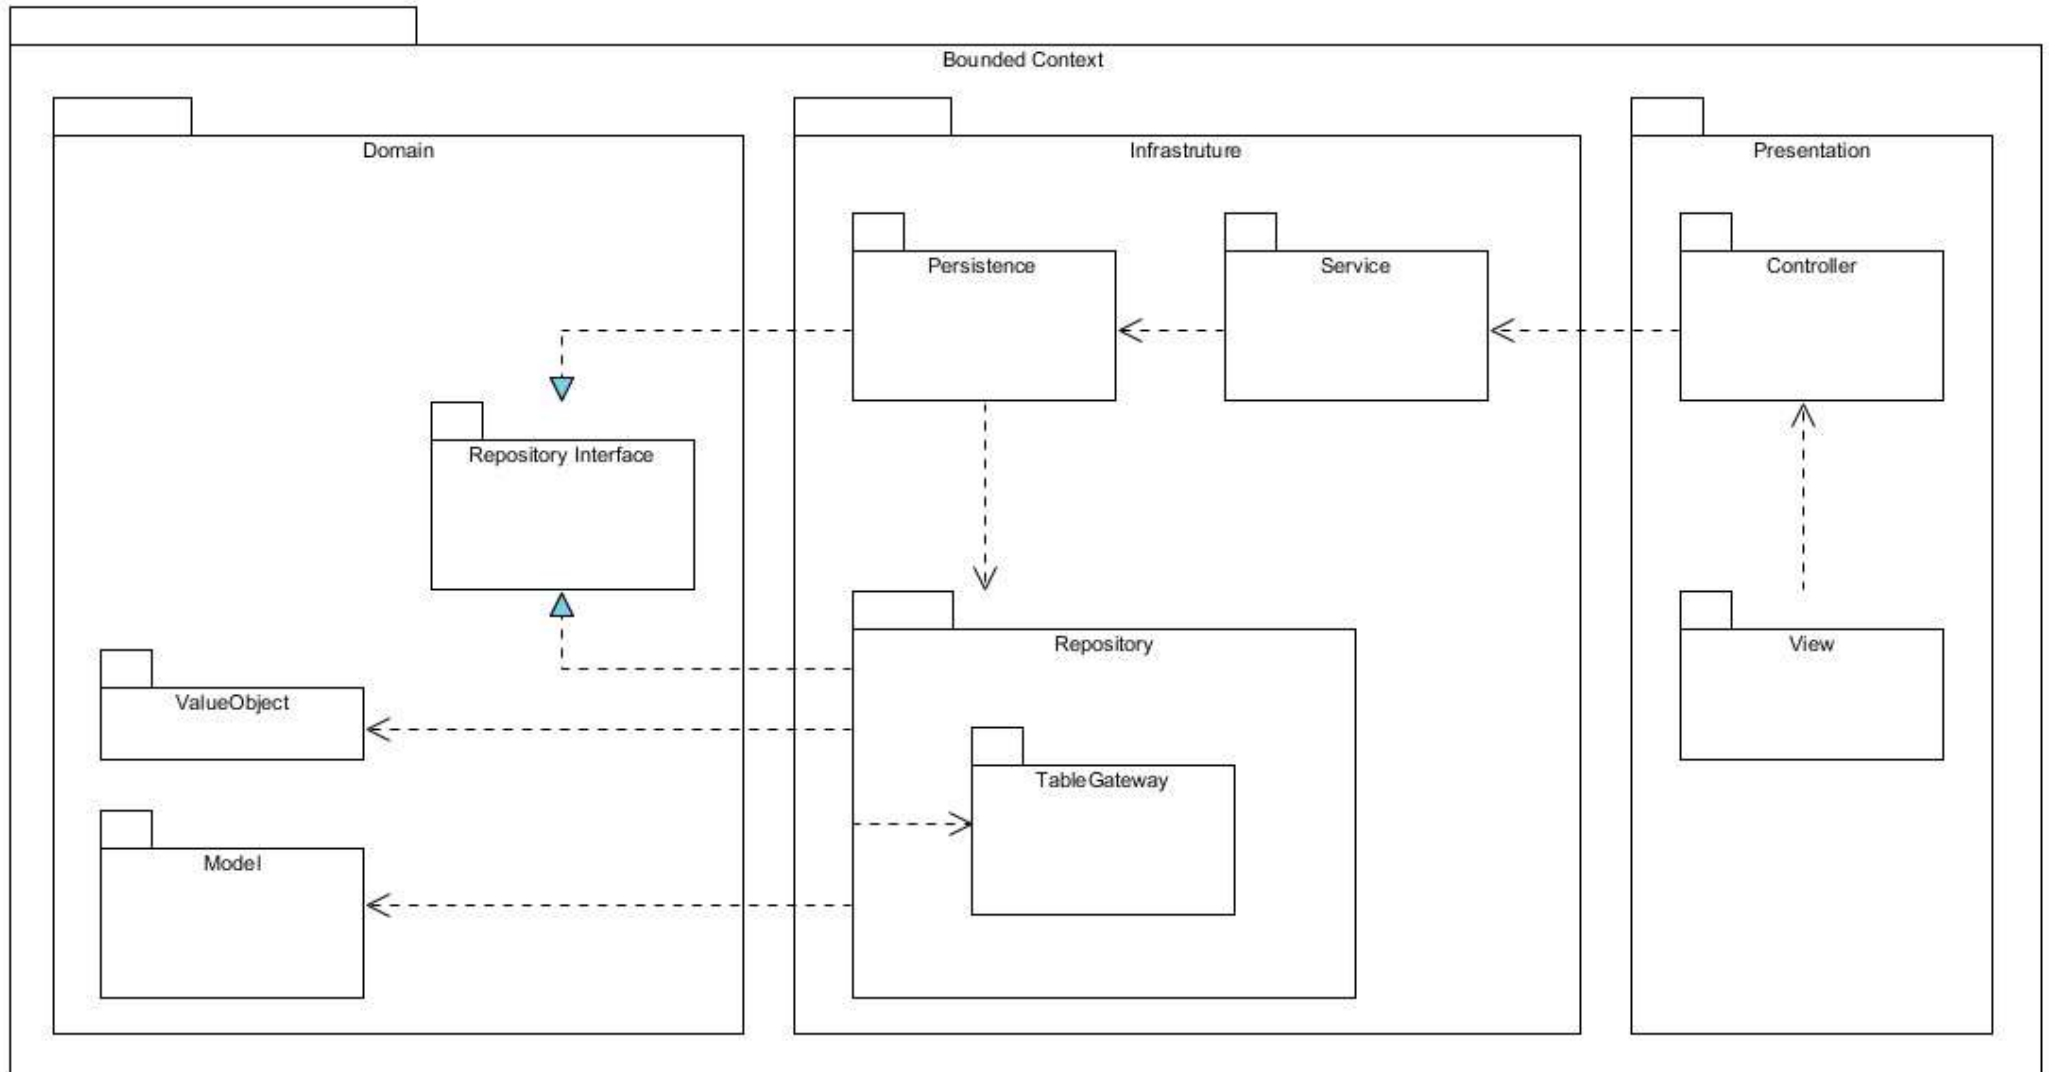 Bounded Context
Domain
Infrastruture
Presentation
Persistence
Service
Controller
Repository Interface
Repository
View
ValueObject
TableGateway
Model